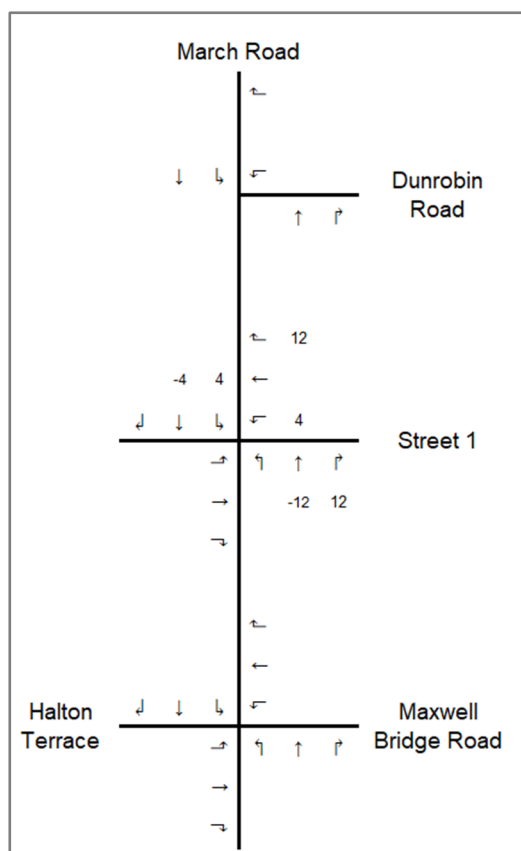 March Road
Dunrobin
Road
12
-4 4
4
Street 1
-12 12
Halton
Terrace
Maxwell
Bridge Road